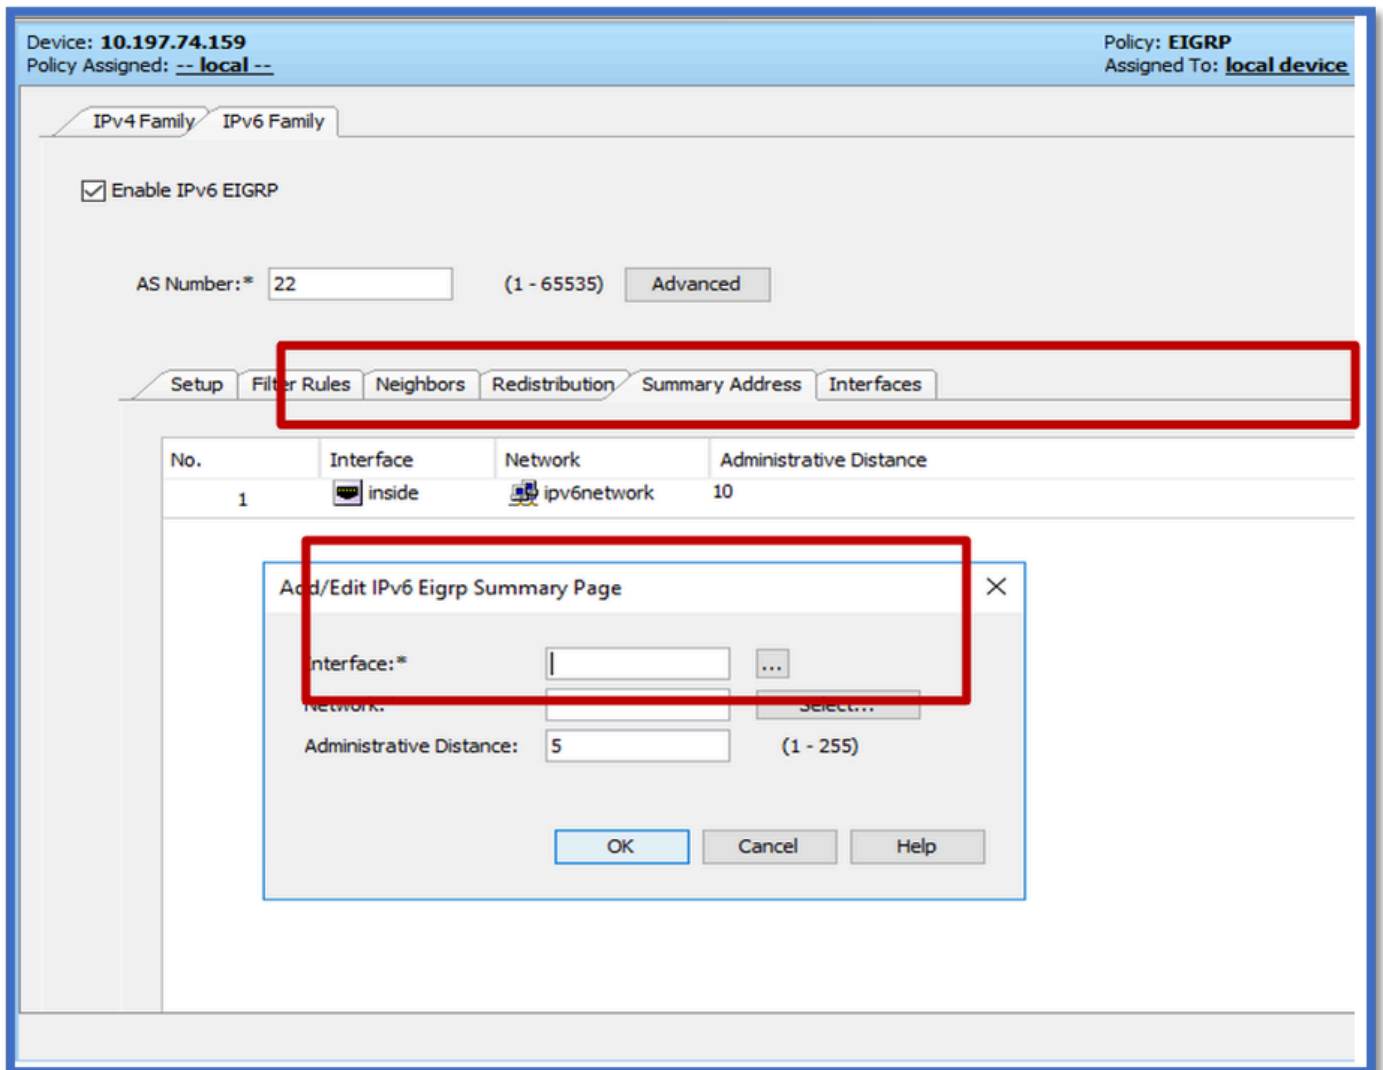 Device: 10.197.74.159 Policy: EIGRP
Policy Assigned: -- local -- Assigned To: local device
IPv4 Family IPv6 Family
Enable IPv6 EIGRP
AS Number:* 22 (1 - 65535) Advanced
Setup Filter Rules Neighbors Redistribution Summary Address Interfaces
No. Interface Network Administrative Distance
1 inside ipv6network 10
Add/Edit IPv6 Eigrp Summary Page
Interface:* ...
Network: Select...
Administrative Distance: 5 (1 - 255)
OK Cancel Help